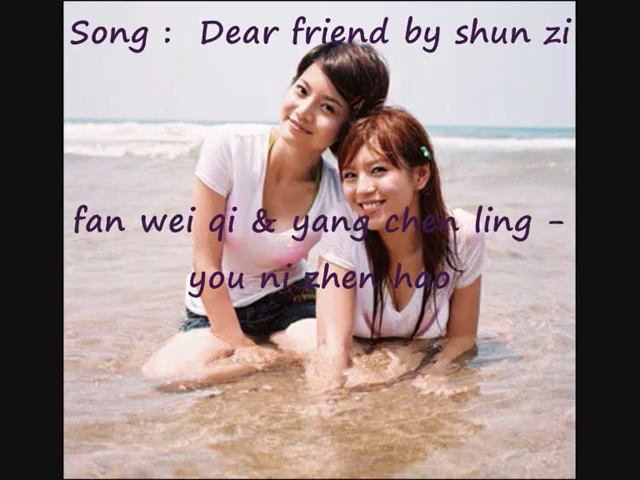 Song :  Dear friend by shun zi
fan wei qi & yang chen ling -
you ni zhen hao